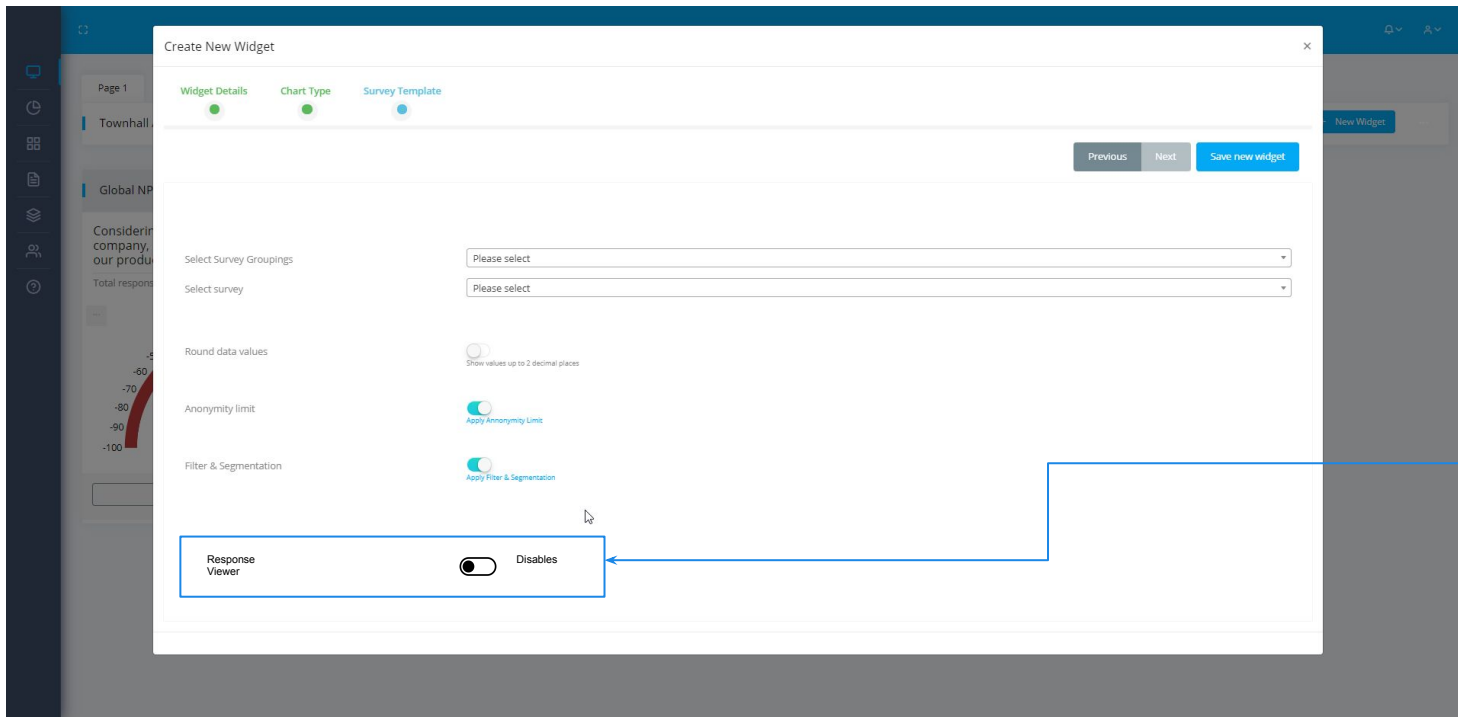 Create New Widget
×
Page 1
Widget Details
Chart Type
Survey Template
Townhall
New Widget
Previous
Next
Save new widget
Global NP
Considerin
company,
our produ
Total respons
Select Survey Groupings
Please select
Select survey
Please select
Round data values
Show values up to 2 decimal places
-60
-70
-80
-90
-100
Anonymity limit
Apply Annonymity Limit
Filter & Segmentation
Apply Filter & Segmentation
Response
Viewer
Disables